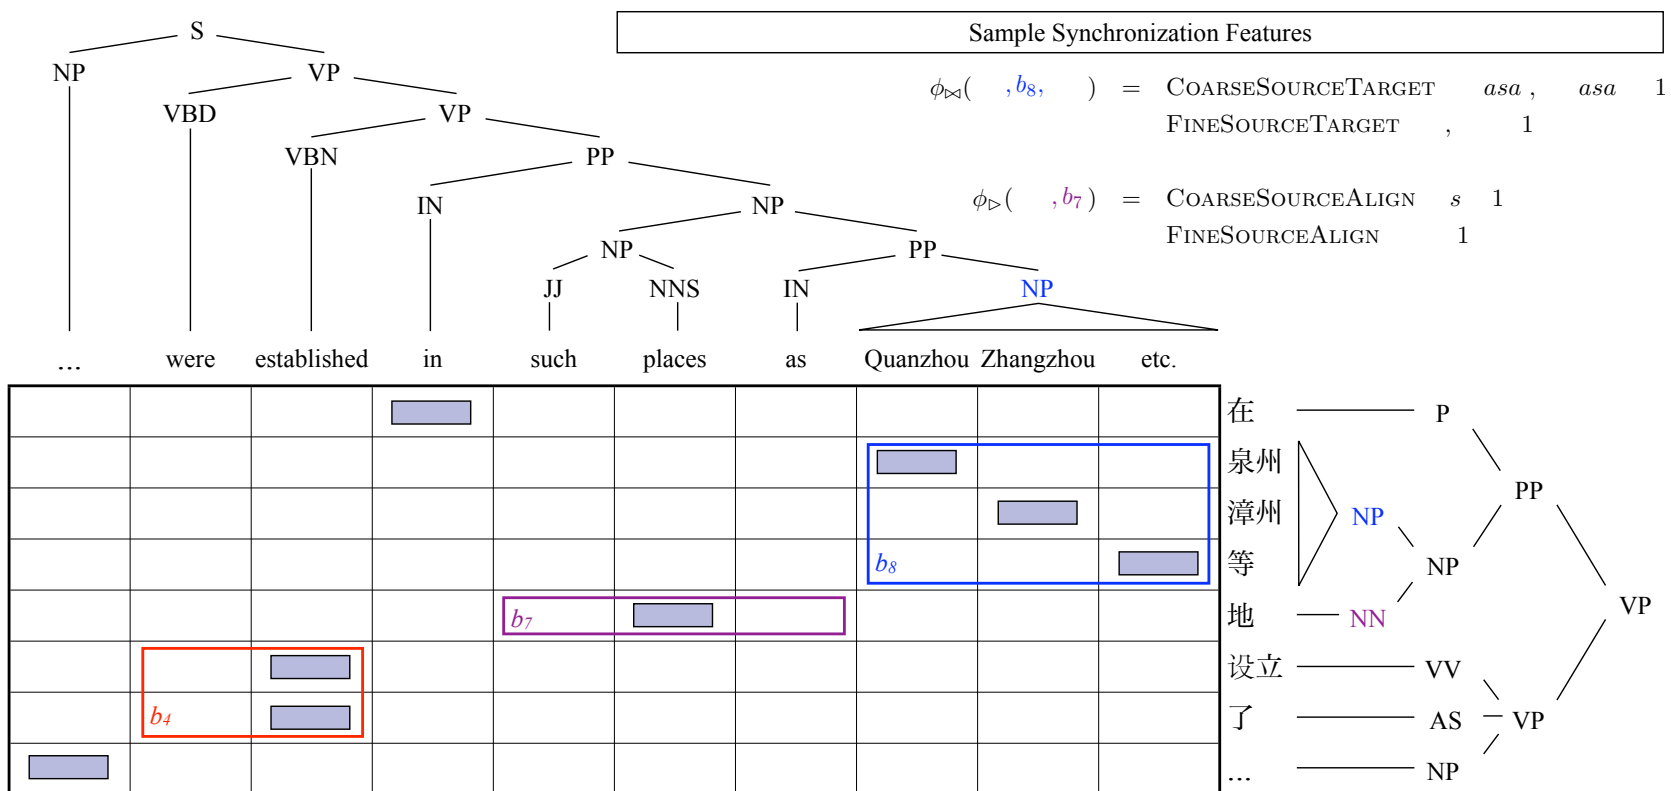 Sample Synchronization Features
ϕ⋈( , b8, ) = COARSESOURCETARGET asa , asa 1
FINESOURCETARGET , 1
ϕ▷( , b7) = COARSESOURCEALIGN s 1
FINESOURCEALIGN 1
S
NP VP
VBD VP
VBN PP
IN NP
NP PP
JJ NNS IN NP
... were established in such places as Quanzhou Zhangzhou etc.
在 P
泉州
PP
漳州 NP
b8 等 NP
b7 地 NN VP
设立 VV
b4 了 AS VP
... NP